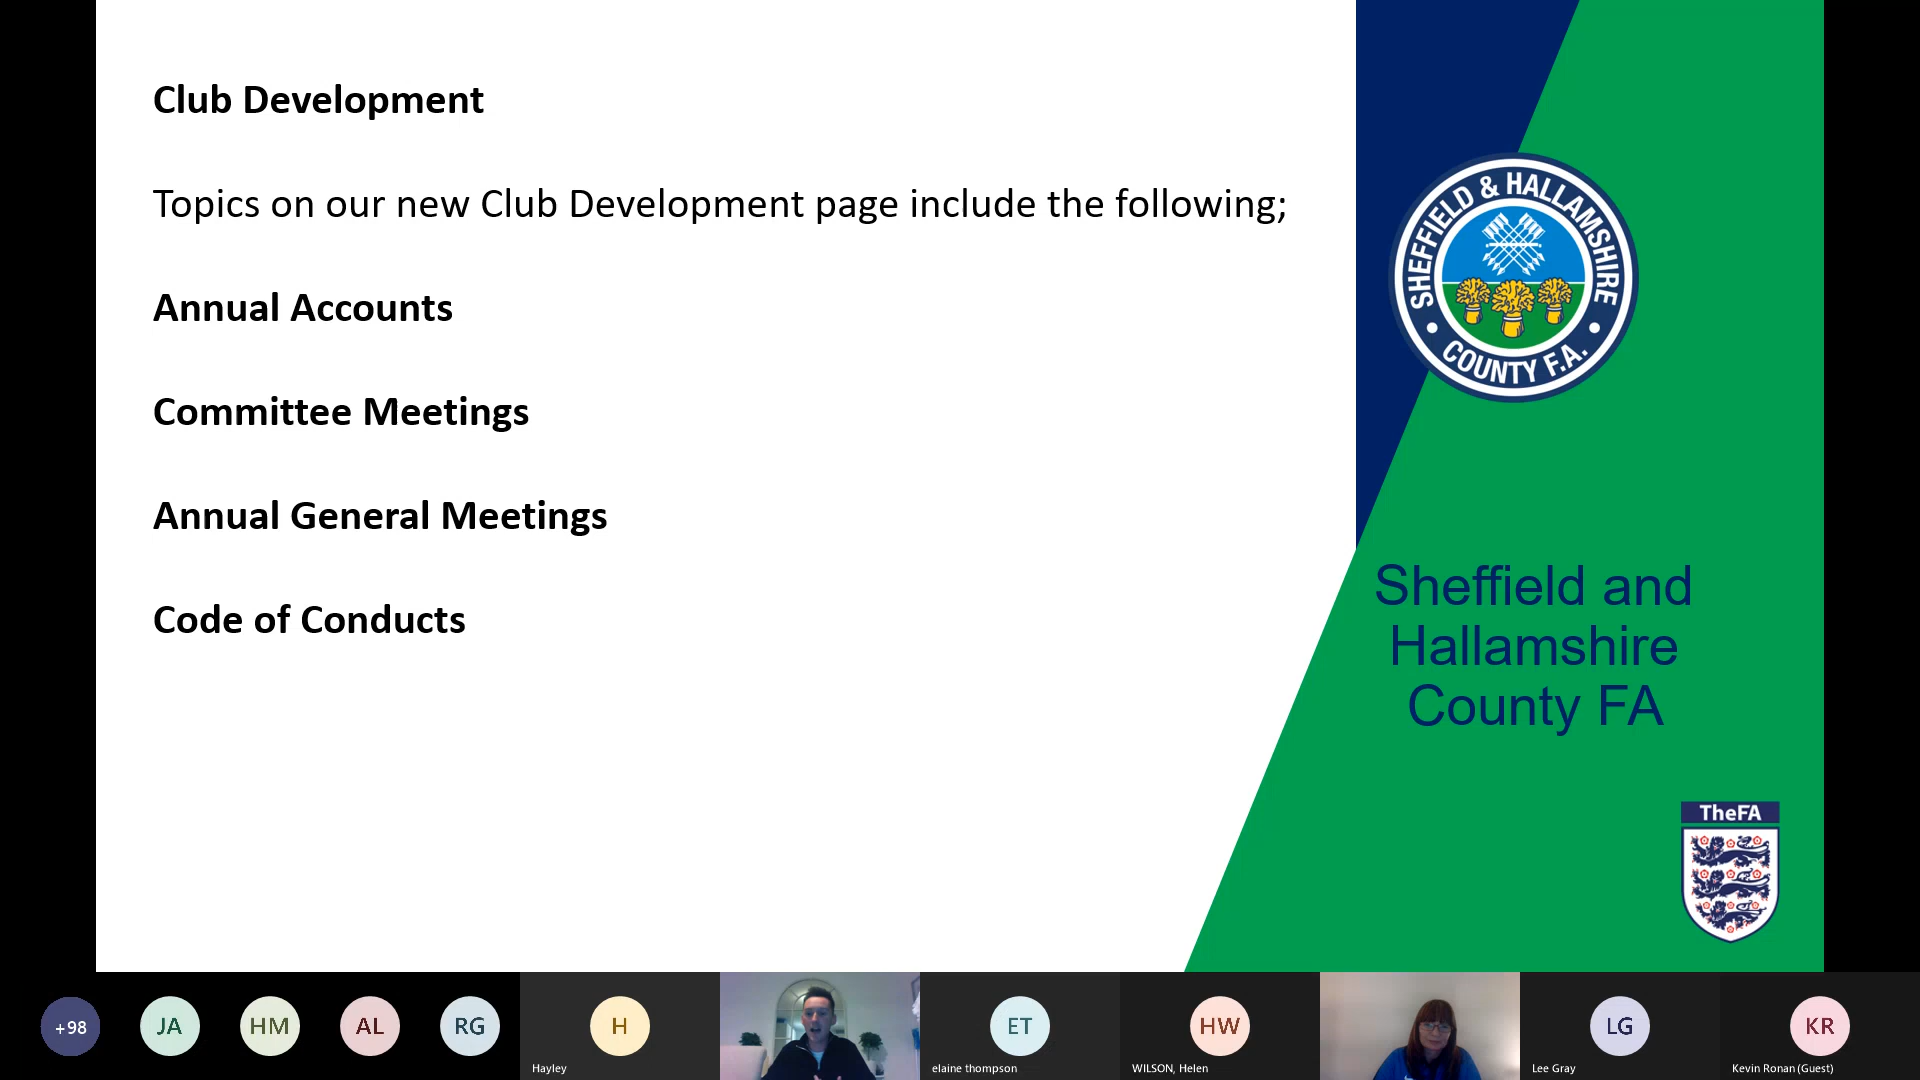 Club Development
Topics on our new Club Development page include the following;
Annual Accounts
Committee Meetings
Annual General Meetings
Code of Conducts
SHEFFIELD & HALLAMSHIRE
COUNTY F.A.
Sheffield and
Hallamshire
County FA
TheFA
+98
JA
HM
AL
RG
H
Hayley
ET
elaine thompson
HW
WILSON, Helen
LG
Lee Gray
KR
Kevin Ronan (Guest)